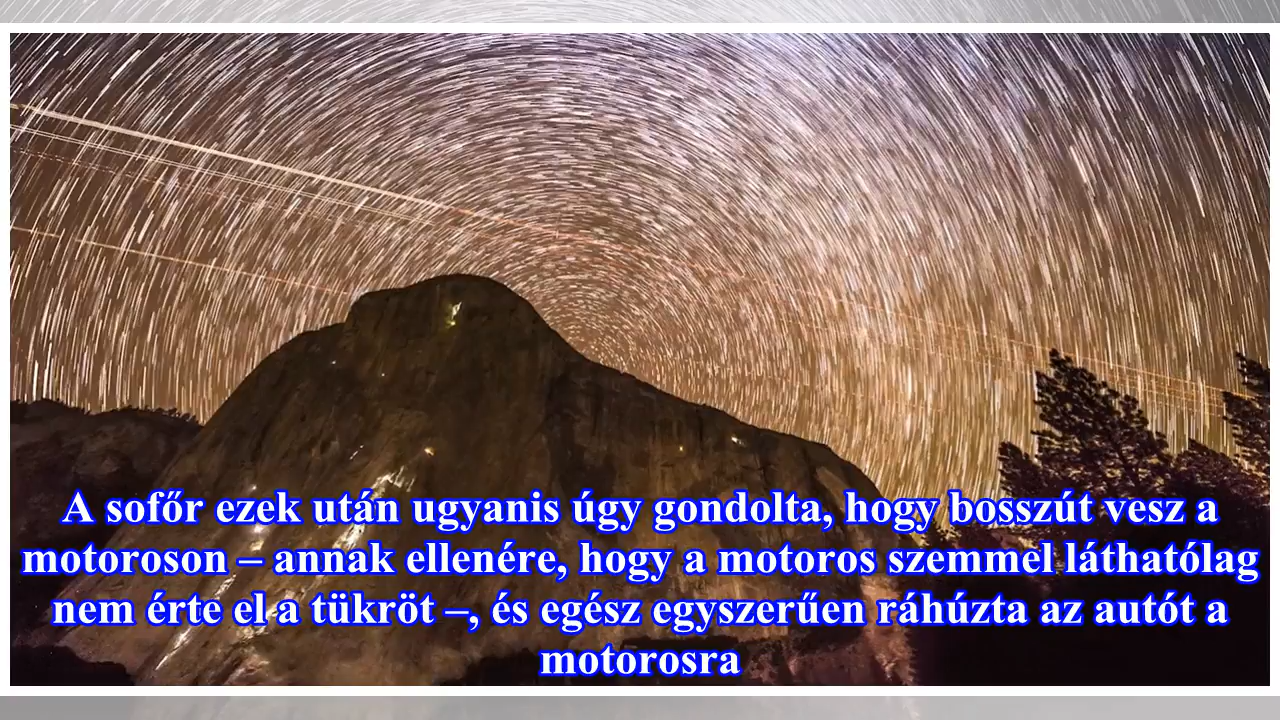 A sofőr ezek után ugyanis úgy gondolta, hogy bosszút vesz a
motoroson – annak ellenére, hogy a motoros szemmel láthatólag
nem érte el a tükröt –, és egész egyszerűen ráhúzta az autót a
motorosra